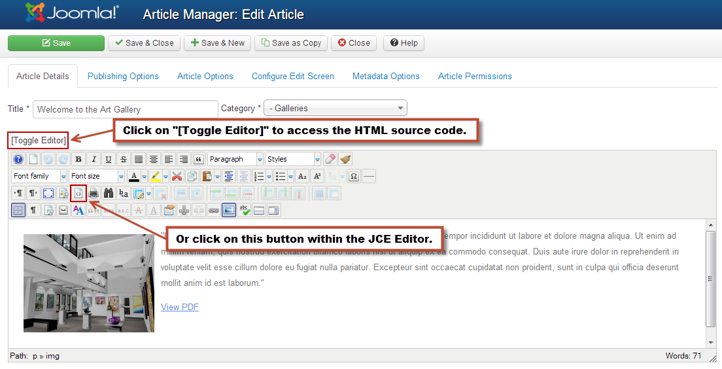 Joomla! Article Manager: Edit Article
Save Save & Close Save & New Save as Copy Close Help
Article Details Publishing Options Article Options Configure Edit Screen Metadata Options Article Permissions
Title * Welcome to the Art Gallery Category * - Galleries
Click on "[Toggle Editor]" to access the HTML source code.
[Toggle Editor]
B I U S Paragraph Styles
Font family Font size
Or click on this button within the JCE Editor.
tempor incididunt ut labore et dolore magna aliqua. Ut enim ad
minim veniam, quis nostrud exercitation ullamco laboris nisi ut aliquip ex ea commodo consequat. Duis aute irure dolor in reprehenderit in
voluptate velit esse cillum dolore eu fugiat nulla pariatur. Excepteur sint occaecat cupidatat non proident, sunt in culpa qui officia deserunt
mollit anim id est laborum."
View PDF
Path: p » img Words: 71